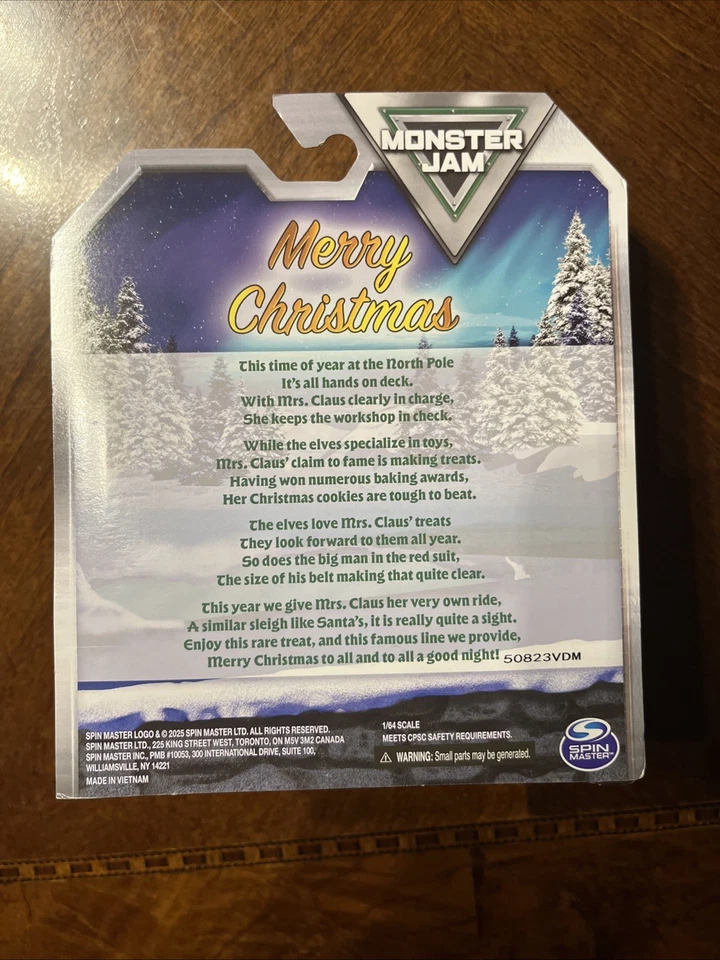 MONSTER
JAM
Merry
Christmas
This time of year at the North Pole
It's all hands on deck.
With Mrs. Claus clearly in charge,
She keeps the workshop in check.
While the elves specialize in toys,
Mrs. Claus' claim to fame is making treats.
Having won numerous baking awards,
Her Christmas cookies are tough to beat.
The elves love Mrs. Claus' treats
They look forward to them all year.
So does the big man in the red suit,
The size of his belt making that quite clear.
This year we give Mrs. Claus her very own ride,
A similar sleigh like Santa's, it is really quite a sight.
Enjoy this rare treat, and this famous line we provide,
Merry Christmas to all and to all a good night! 50823VDM
SPIN MASTER LOGO & © 2025 SPIN MASTER LTD. ALL RIGHTS RESERVED.
SPIN MASTER LTD., 225 KING STREET WEST, TORONTO, ON M5V 3M2 CANADA
SPIN MASTER INC., PMB #10053, 300 INTERNATIONAL DRIVE, SUITE 100,
WILLIAMSVILLE, NY 14221
MADE IN VIETNAM
1/64 SCALE
MEETS CPSC SAFETY REQUIREMENTS.
⚠ WARNING: Small parts may be generated.
SPIN
MASTER™